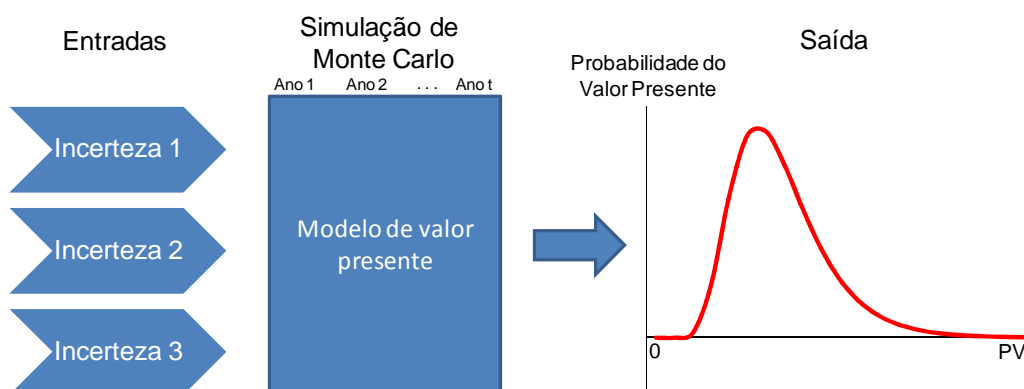 Entradas
Incerteza 1
Incerteza 2
Incerteza 3
Simulação de
Monte Carlo
Ano 1 Ano 2 . . . Ano t
Modelo de valor
presente
Saída
Probabilidade do
Valor Presente
0 PV